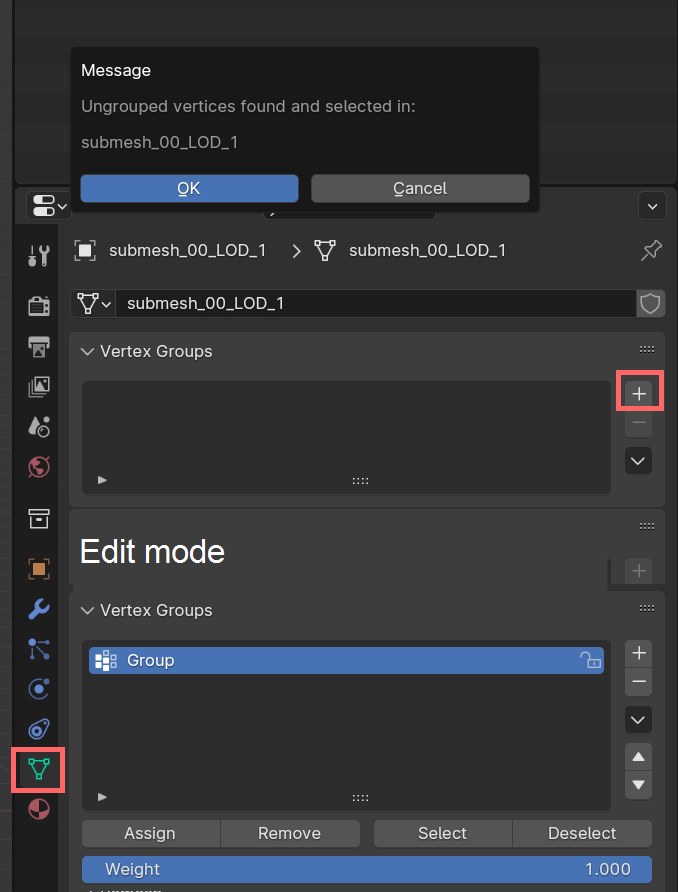 Message
Ungrouped vertices found and selected in:
submesh_00_LOD_1
OK Cancel
submesh_00_LOD_1 submesh_00_LOD_1
submesh_00_LOD_1
Vertex Groups
Edit mode
Vertex Groups
Group
Assign Remove Select Deselect
Weight 1.000